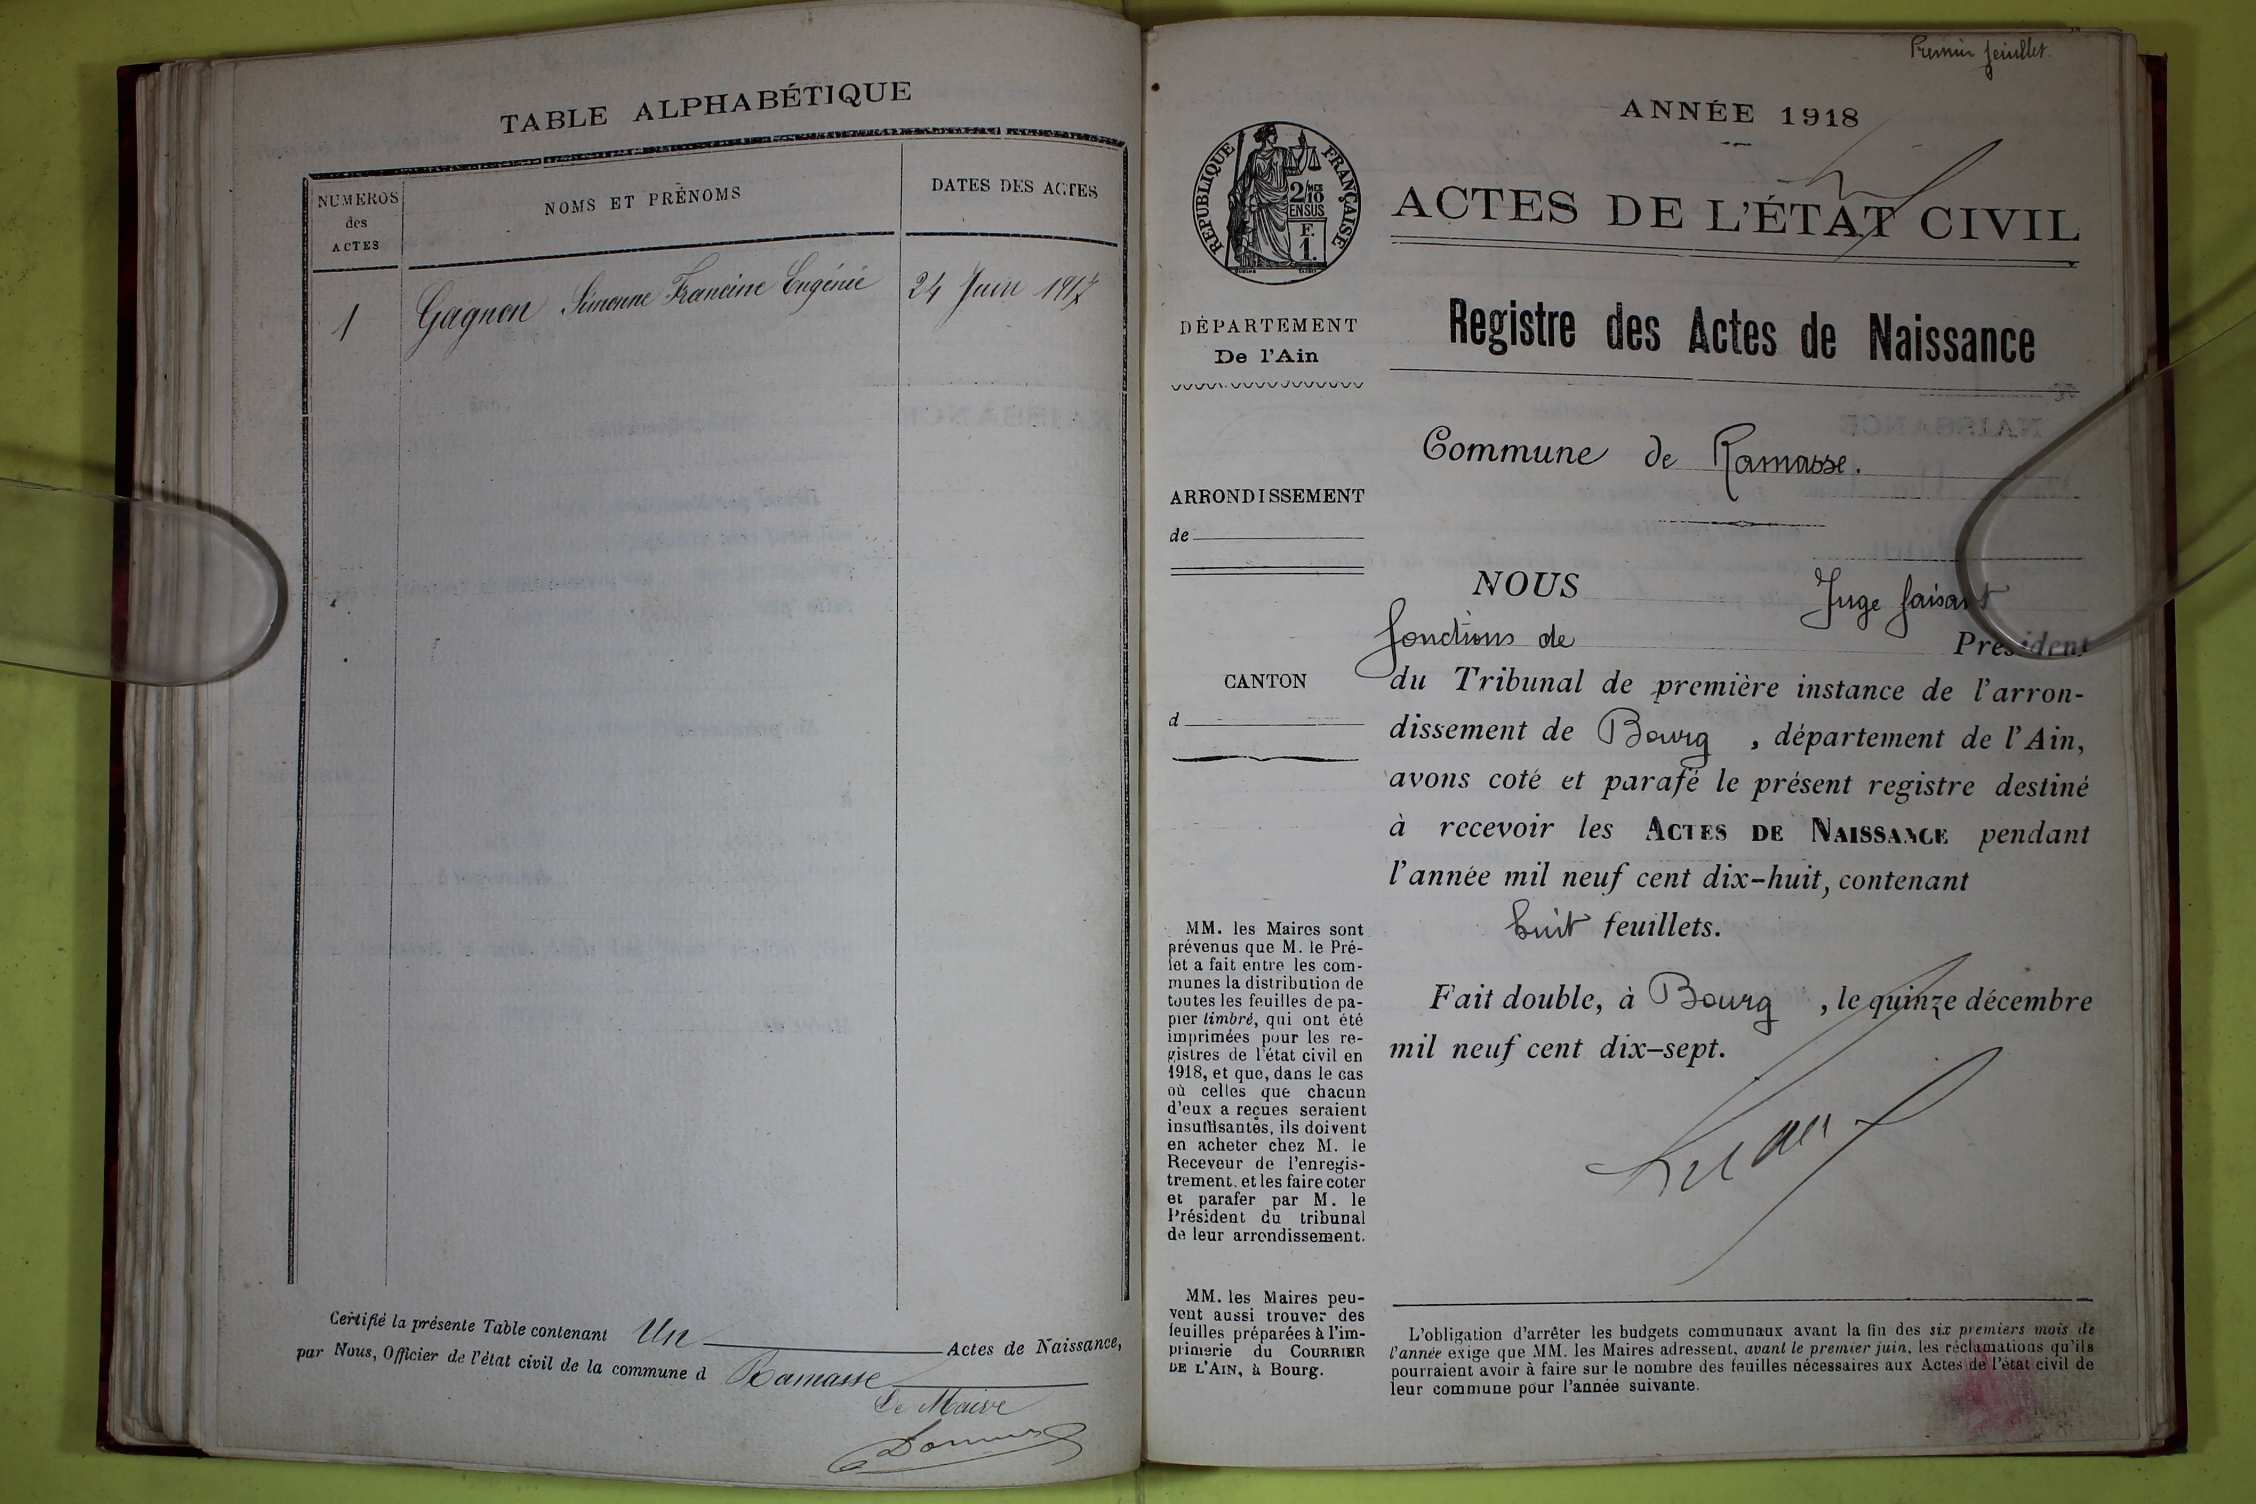 TABLE ALPHABÉTIQUE
NUMEROS
des
ACTES
NOMS ET PRÉNOMS
DATES DES ACTES
1
Gagnon Simonne Francine Eugénie
24 Juin 1917
Certifié la présente Table contenant Un Actes de Naissance,
par Nous, Officier de l'état civil de la commune d Ramasse
Le Maire
Premier feuillet.
ANNÉE 1918
ACTES DE L'ÉTAT CIVIL
RÉPUBLIQUE FRANÇAISE
2/10
EN SUS
F.
1.
Registre des Actes de Naissance
DÉPARTEMENT
De l'Ain
Commune de Ramasse.
ARRONDISSEMENT
de
CANTON
d
NOUS Juge faisant
fonctions de Président
du Tribunal de première instance de l'arron-
dissement de Bourg , département de l'Ain,
avons coté et parafé le présent registre destiné
à recevoir les ACTES DE NAISSANCE pendant
l'année mil neuf cent dix-huit, contenant
huit feuillets.
Fait double, à Bourg , le quinze décembre
mil neuf cent dix-sept.
MM. les Maires sont
prévenus que M. le Pré-
fet a fait entre les com-
munes la distribution de
toutes les feuilles de pa-
pier timbré, qui ont été
imprimées pour les re-
gistres de l'état civil en
1918, et que, dans le cas
où celles que chacun
d'eux a reçues seraient
insuffisantes, ils doivent
en acheter chez M. le
Receveur de l'enregis-
trement, et les faire coter
et parafer par M. le
Président du tribunal
de leur arrondissement.
MM. les Maires peu-
vent aussi trouver des
feuilles préparées à l'im-
primerie du COURRIER
DE L'AIN, à Bourg.
L'obligation d'arrêter les budgets communaux avant la fin des six premiers mois de
l'année exige que MM. les Maires adressent, avant le premier juin, les réclamations qu'ils
pourraient avoir à faire sur le nombre des feuilles nécessaires aux Actes de l'état civil de
leur commune pour l'année suivante.